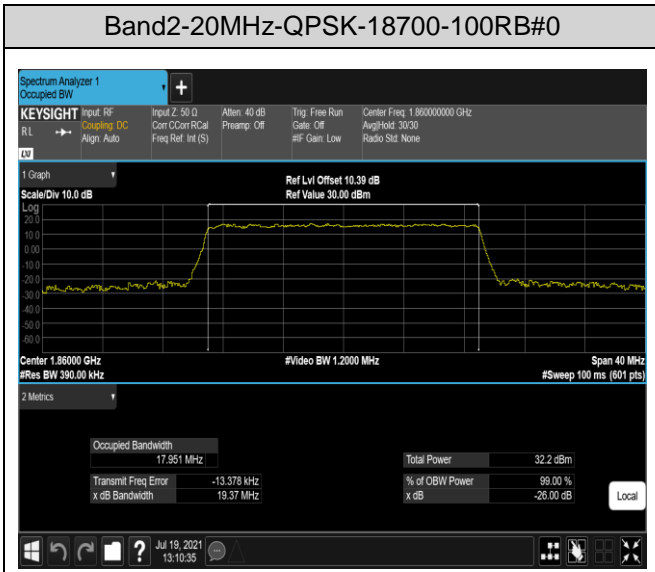 Band2-20MHz-QPSK-18700-100RB#0
Spectrum Analyzer 1
Occupied BW
+
KEYSIGHT
RL
LXI
Input: RF
Coupling: DC
Align: Auto
Input Z: 50 Ω
Corr CCorr RCal
Freq Ref: Int (S)
Atten: 40 dB
Preamp: Off
Trig: Free Run
Gate: Off
#IF Gain: Low
Center Freq: 1.860000000 GHz
Avg|Hold: 30/30
Radio Std: None
1 Graph
Scale/Div 10.0 dB
Ref Lvl Offset 10.39 dB
Ref Value 30.00 dBm
Log
20.0
10.0
0.00
-10.0
-20.0
-30.0
-40.0
-50.0
-60.0
Center 1.86000 GHz
#Res BW 390.00 kHz
#Video BW 1.2000 MHz
Span 40 MHz
#Sweep 100 ms (601 pts)
2 Metrics
Occupied Bandwidth
17.951 MHz
Transmit Freq Error -13.378 kHz
x dB Bandwidth 19.37 MHz
Total Power 32.2 dBm
% of OBW Power 99.00 %
x dB -26.00 dB
Local
?
Jul 19, 2021
13:10:35